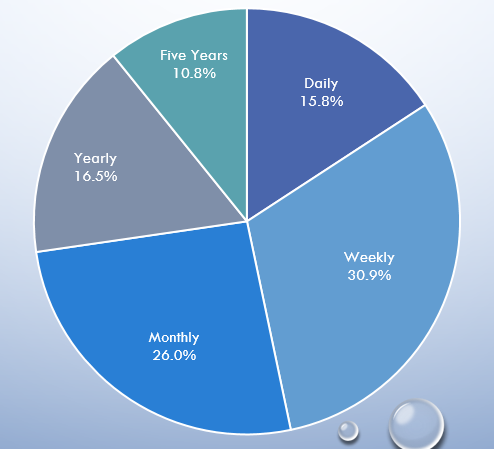 Five Years
10.8%
Daily
15.8%
Yearly
16.5%
Weekly
30.9%
Monthly
26.0%